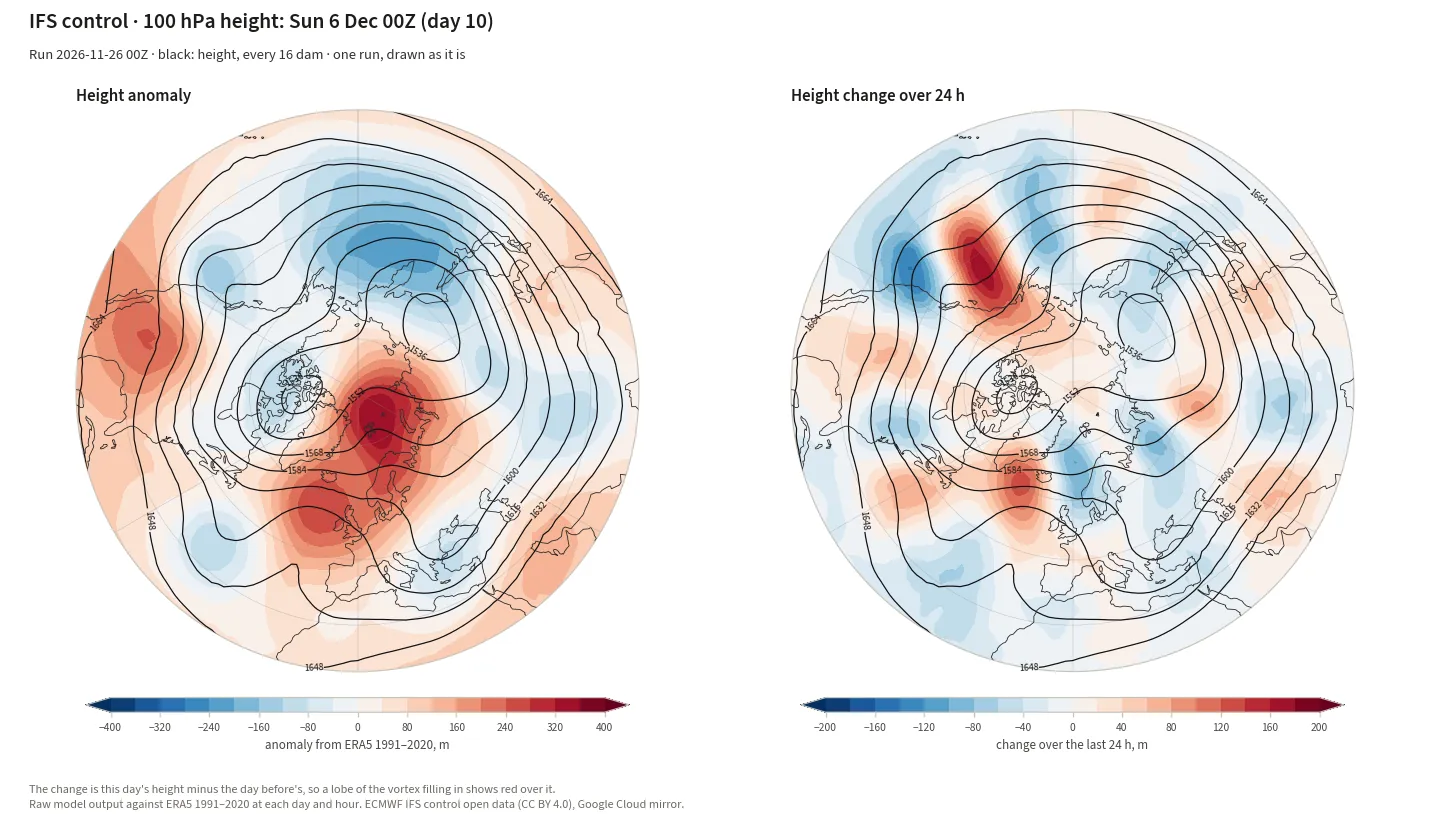 IFS control · 100 hPa height: Sun 6 Dec 00Z (day 10)
Run 2026-11-26 00Z · black: height, every 16 dam · one run, drawn as it is
Height anomaly
Height change over 24 h
1664
1664
1536
1552
1568
1584
1600
1616
1632
1648
1648
1664
1664
1536
1552
1568
1584
1600
1616
1632
1648
1648
−400 −320 −240 −160 −80 0 80 160 240 320 400
anomaly from ERA5 1991–2020, m
−200 −160 −120 −80 −40 0 40 80 120 160 200
change over the last 24 h, m
The change is this day's height minus the day before's, so a lobe of the vortex filling in shows red over it.
Raw model output against ERA5 1991–2020 at each day and hour. ECMWF IFS control open data (CC BY 4.0), Google Cloud mirror.